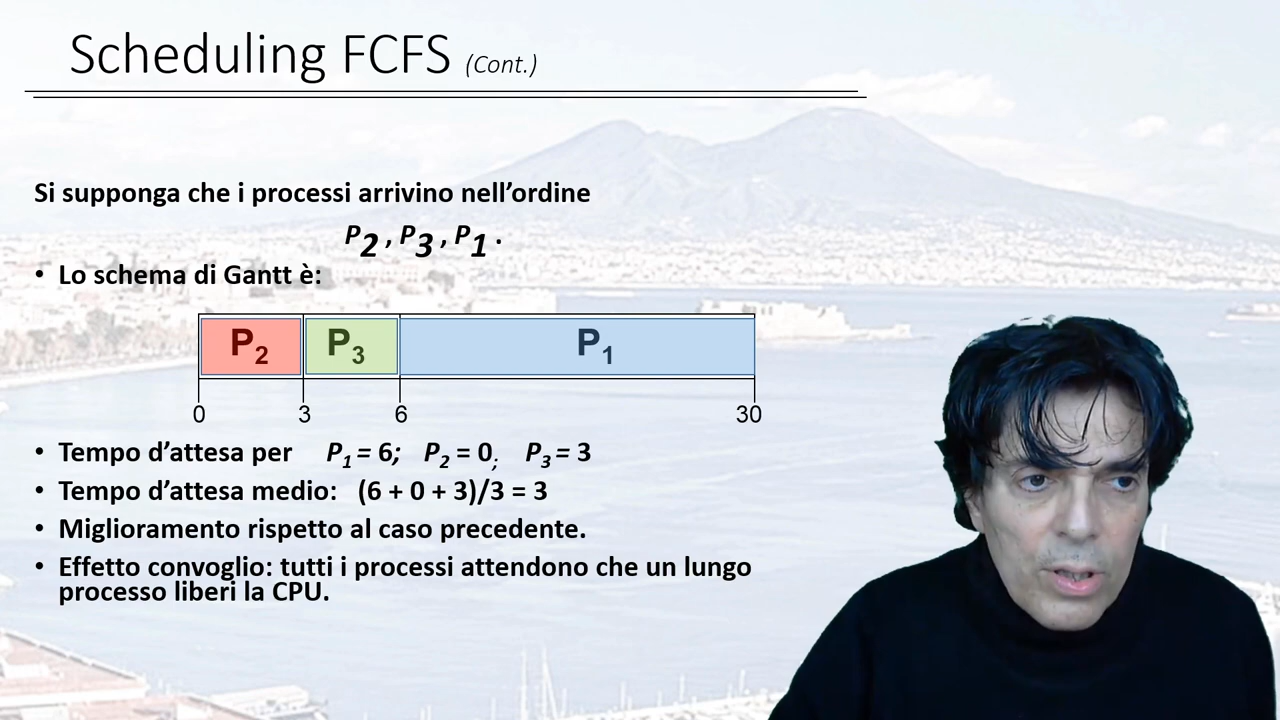 Scheduling FCFS (Cont.)
Si supponga che i processi arrivino nell’ordine
P2 , P3 , P1 .
• Lo schema di Gantt è:
P2 P3 P1
0 3 6 30
• Tempo d’attesa per P1 = 6; P2 = 0; P3 = 3
• Tempo d’attesa medio: (6 + 0 + 3)/3 = 3
• Miglioramento rispetto al caso precedente.
• Effetto convoglio: tutti i processi attendono che un lungo
processo liberi la CPU.